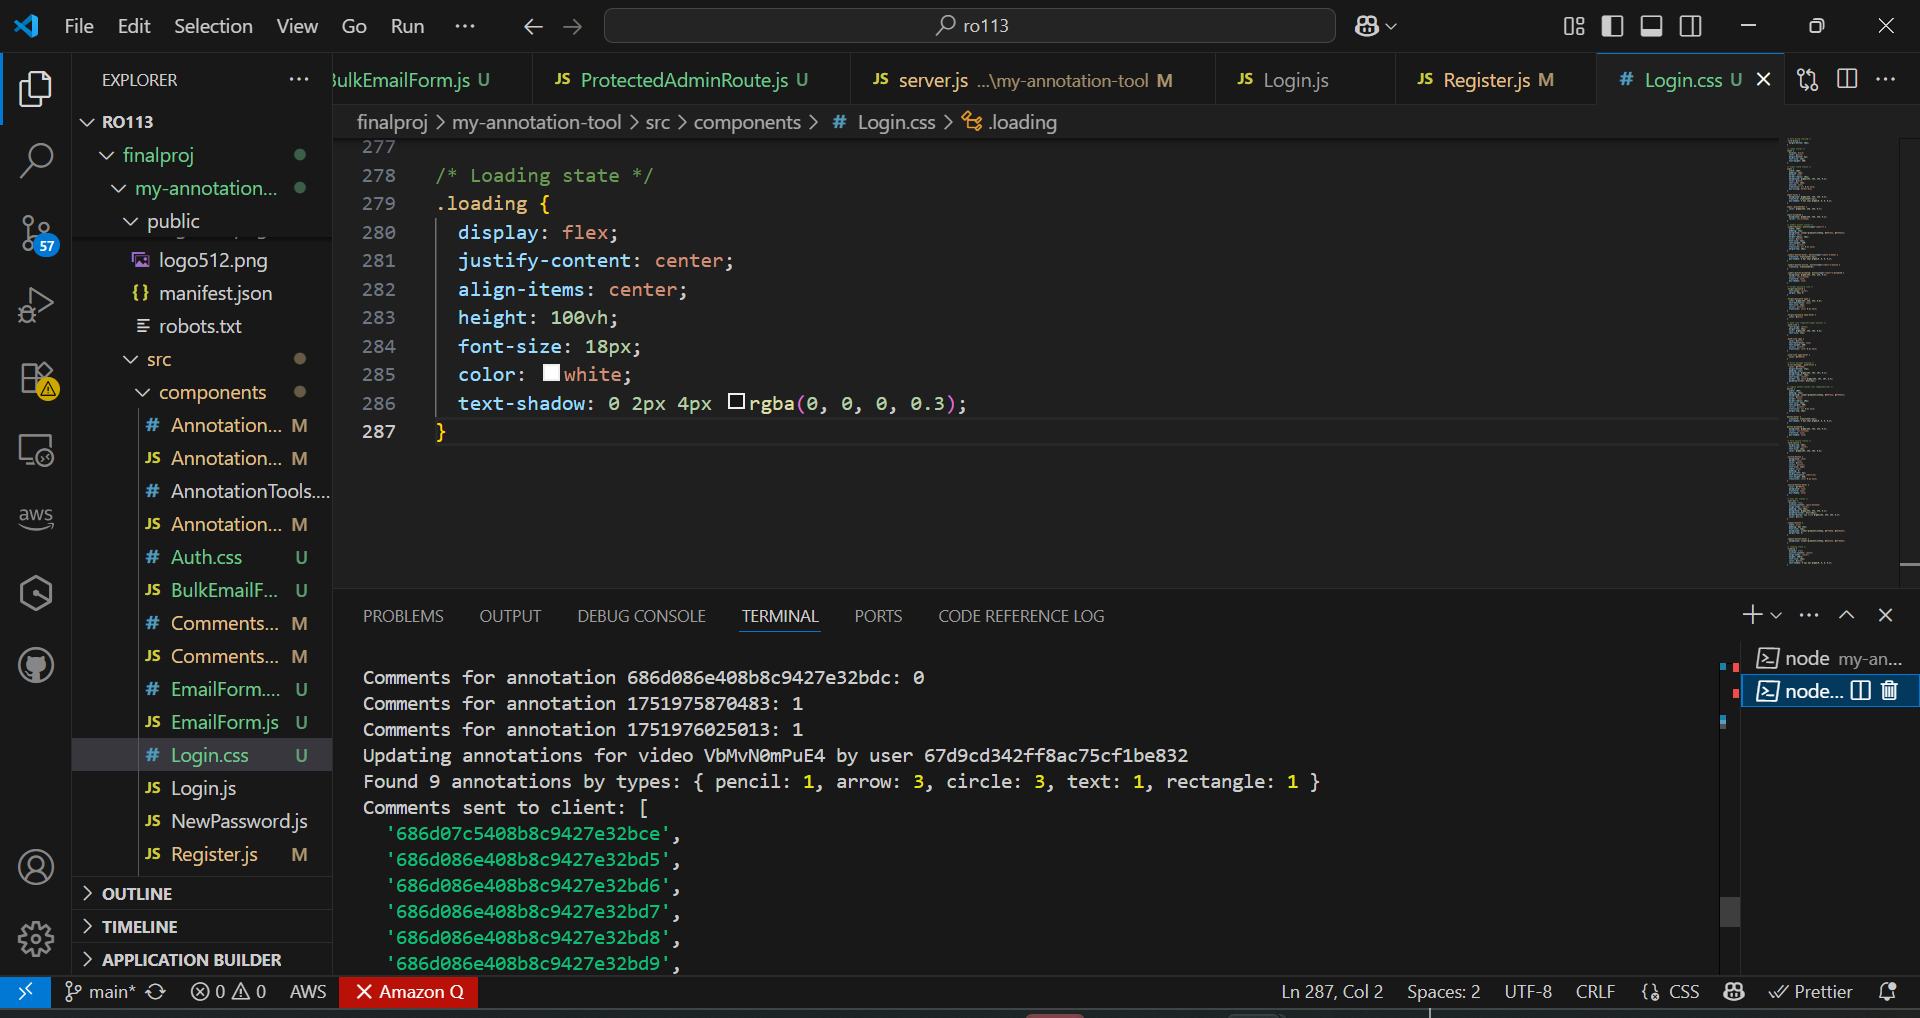 File Edit Selection View Go Run ··· ro113
EXPLORER ···
RO113
finalproj
my-annotation...
public
logo512.png
manifest.json
robots.txt
src
components
Annotation... M
Annotation... M
AnnotationTools....
Annotation... M
Auth.css U
BulkEmailF... U
Comments... M
Comments... M
EmailForm.... U
EmailForm.js U
Login.css U
Login.js
NewPassword.js
Register.js M
OUTLINE
TIMELINE
APPLICATION BUILDER
57
aws
BulkEmailForm.js U JS ProtectedAdminRoute.js U JS server.js ...\my-annotation-tool M JS Login.js JS Register.js M # Login.css U
finalproj > my-annotation-tool > src > components > # Login.css > .loading
277
278 /* Loading state */
279 .loading {
280 display: flex;
281 justify-content: center;
282 align-items: center;
283 height: 100vh;
284 font-size: 18px;
285 color: white;
286 text-shadow: 0 2px 4px rgba(0, 0, 0, 0.3);
287 }
PROBLEMS OUTPUT DEBUG CONSOLE TERMINAL PORTS CODE REFERENCE LOG
Comments for annotation 686d086e408b8c9427e32bdc: 0
Comments for annotation 1751975870483: 1
Comments for annotation 1751976025013: 1
Updating annotations for video VbMvN0mPuE4 by user 67d9cd342ff8ac75cf1be832
Found 9 annotations by types: { pencil: 1, arrow: 3, circle: 3, text: 1, rectangle: 1 }
Comments sent to client: [
'686d07c5408b8c9427e32bce',
'686d086e408b8c9427e32bd5',
'686d086e408b8c9427e32bd6',
'686d086e408b8c9427e32bd7',
'686d086e408b8c9427e32bd8',
'686d086e408b8c9427e32bd9',
node my-an...
node...
main* 0 0 AWS Amazon Q Ln 287, Col 2 Spaces: 2 UTF-8 CRLF CSS Prettier